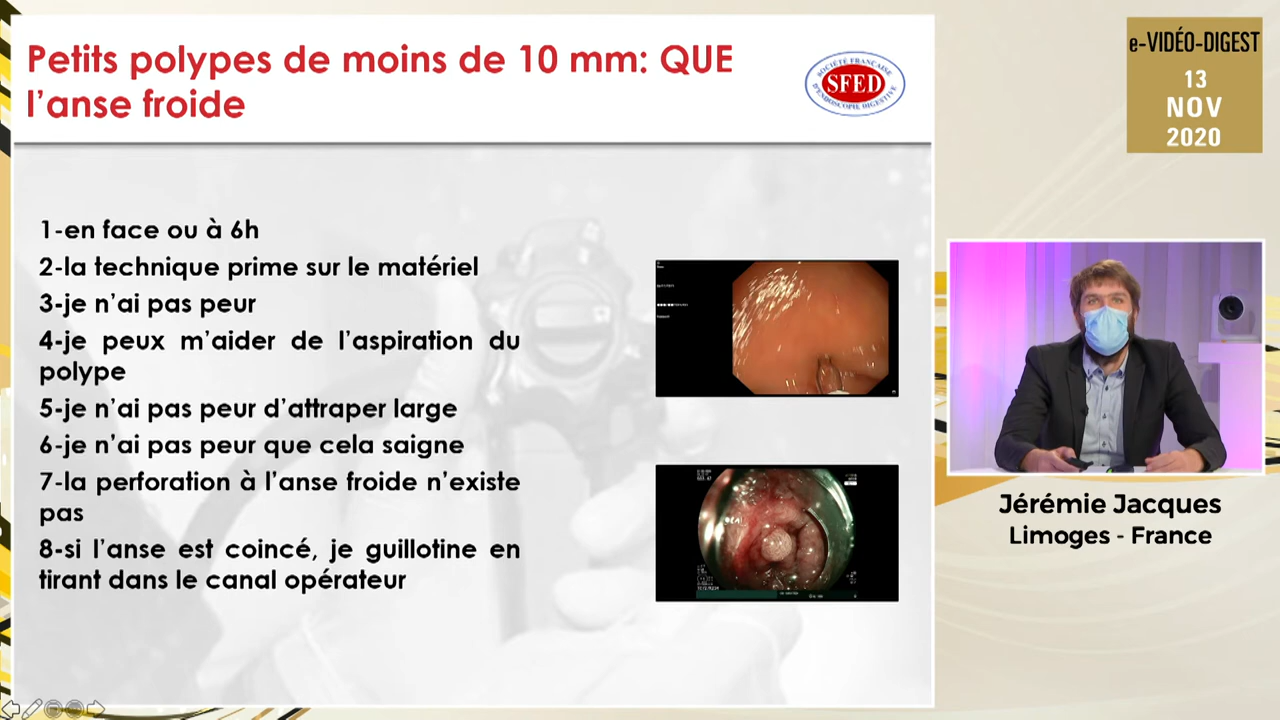 Petits polypes de moins de 10 mm: QUE
l’anse froide
SOCIÉTÉ FRANÇAISE
SFED
D'ENDOSCOPIE DIGESTIVE
e-VIDÉO-DIGEST
13
NOV
2020
1-en face ou à 6h
2-la technique prime sur le matériel
3-je n’ai pas peur
4-je peux m’aider de l’aspiration du
polype
5-je n’ai pas peur d’attraper large
6-je n’ai pas peur que cela saigne
7-la perforation à l’anse froide n’existe
pas
8-si l’anse est coincé, je guillotine en
tirant dans le canal opérateur
Jérémie Jacques
Limoges - France